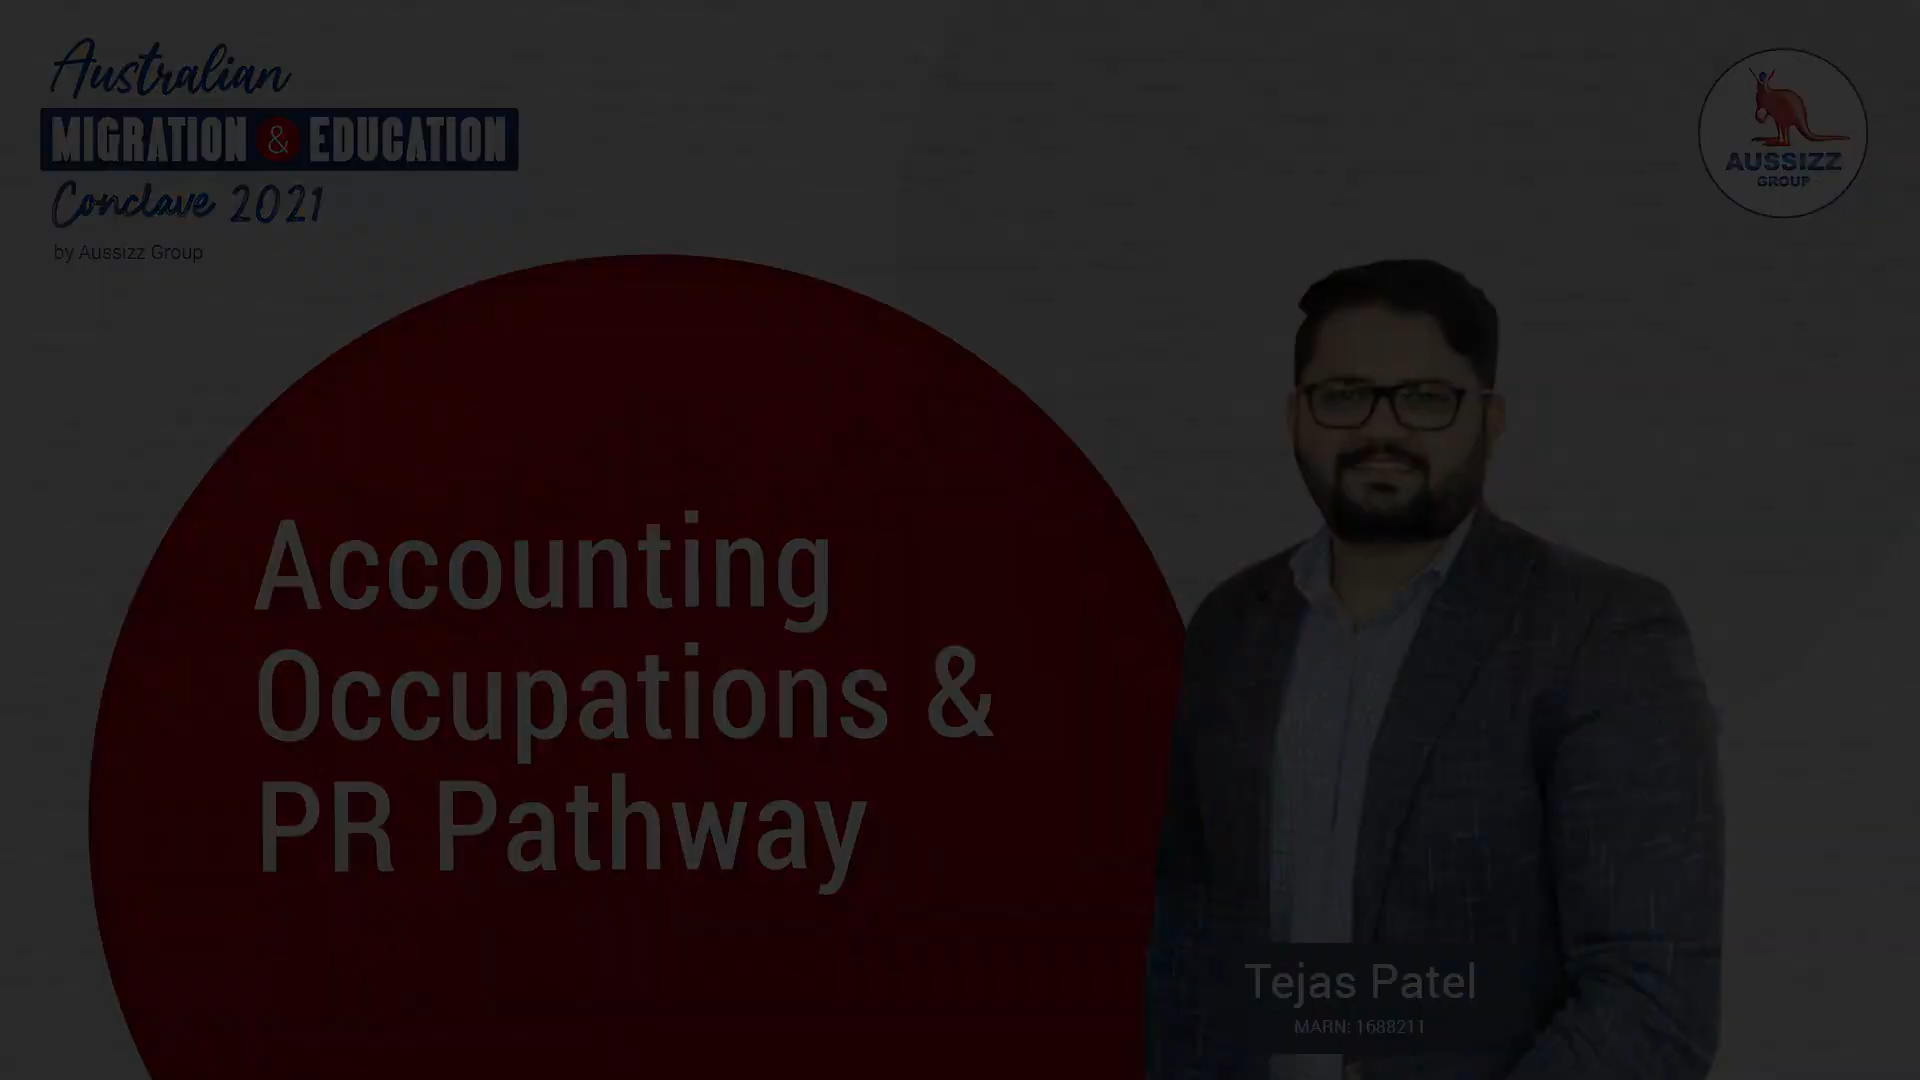 Australian
MIGRATION & EDUCATION
Conclave 2021
by Aussizz Group
AUSSIZZ
GROUP
Accounting
Occupations &
PR Pathway
Tejas Patel
MARN: 1688211